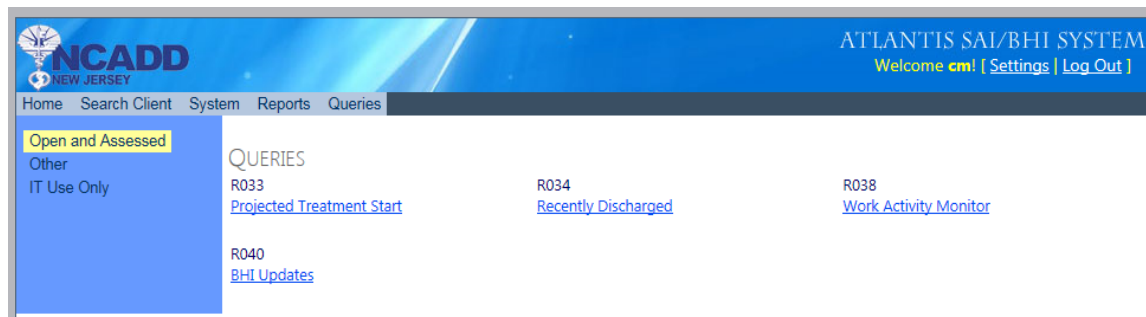 NCADD
NEW JERSEY
ATLANTIS SAI/BHI SYSTEM
Welcome cm! [ Settings | Log Out ]
Home Search Client System Reports Queries
Open and Assessed
Other
IT Use Only
QUERIES
R033 R034 R038
Projected Treatment Start Recently Discharged Work Activity Monitor
R040
BHI Updates